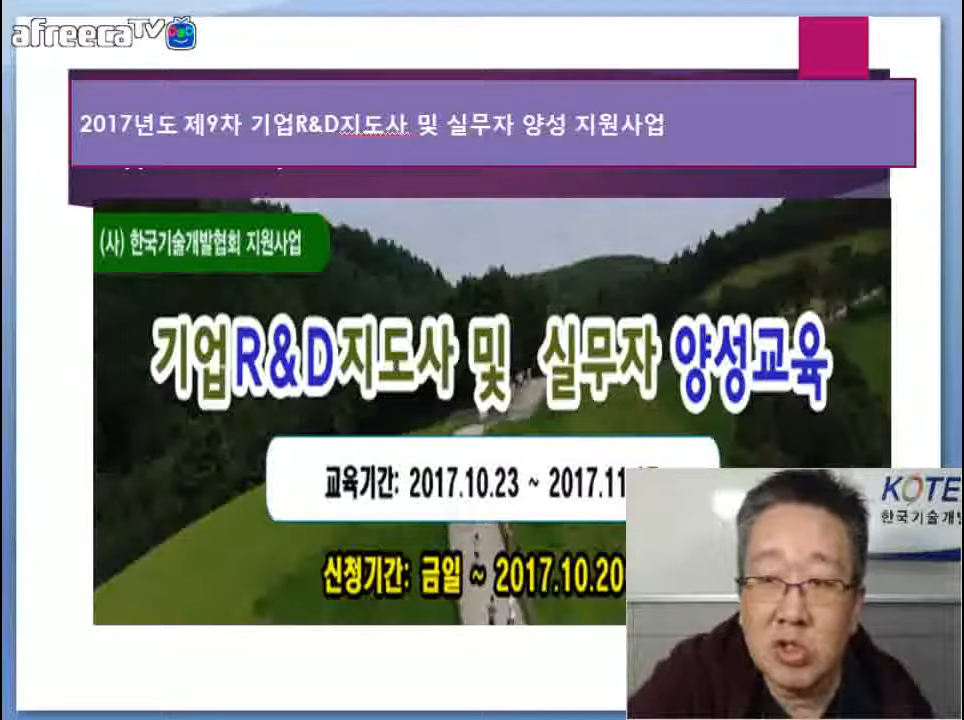 afreecaTV
2017년도 제9차 기업R&D지도사 및 실무자 양성 지원사업
(사) 한국기술개발협회 지원사업
기업R&D지도사 및 실무자 양성교육
교육기간: 2017.10.23 ~ 2017.11
신청기간: 금일 ~ 2017.10.20
KOTE
한국기술개발